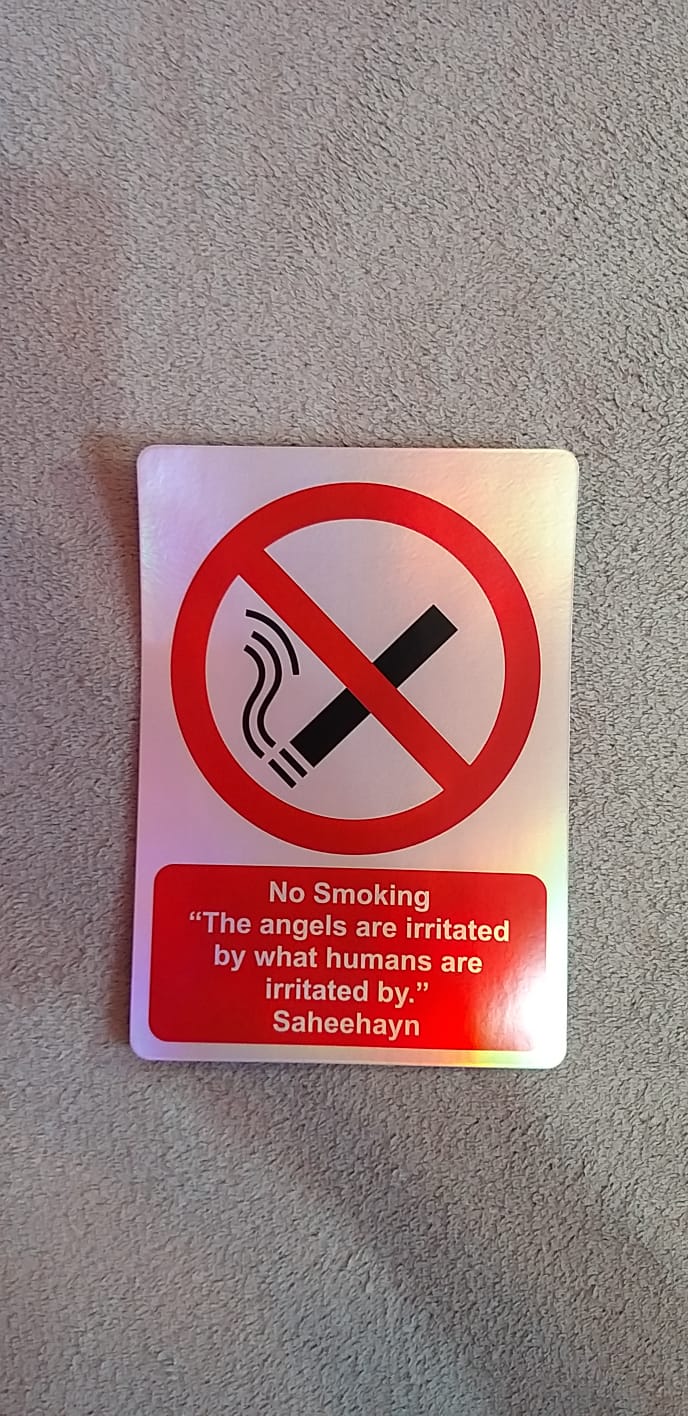 No Smoking
“The angels are irritated
by what humans are
irritated by.”
Saheehayn